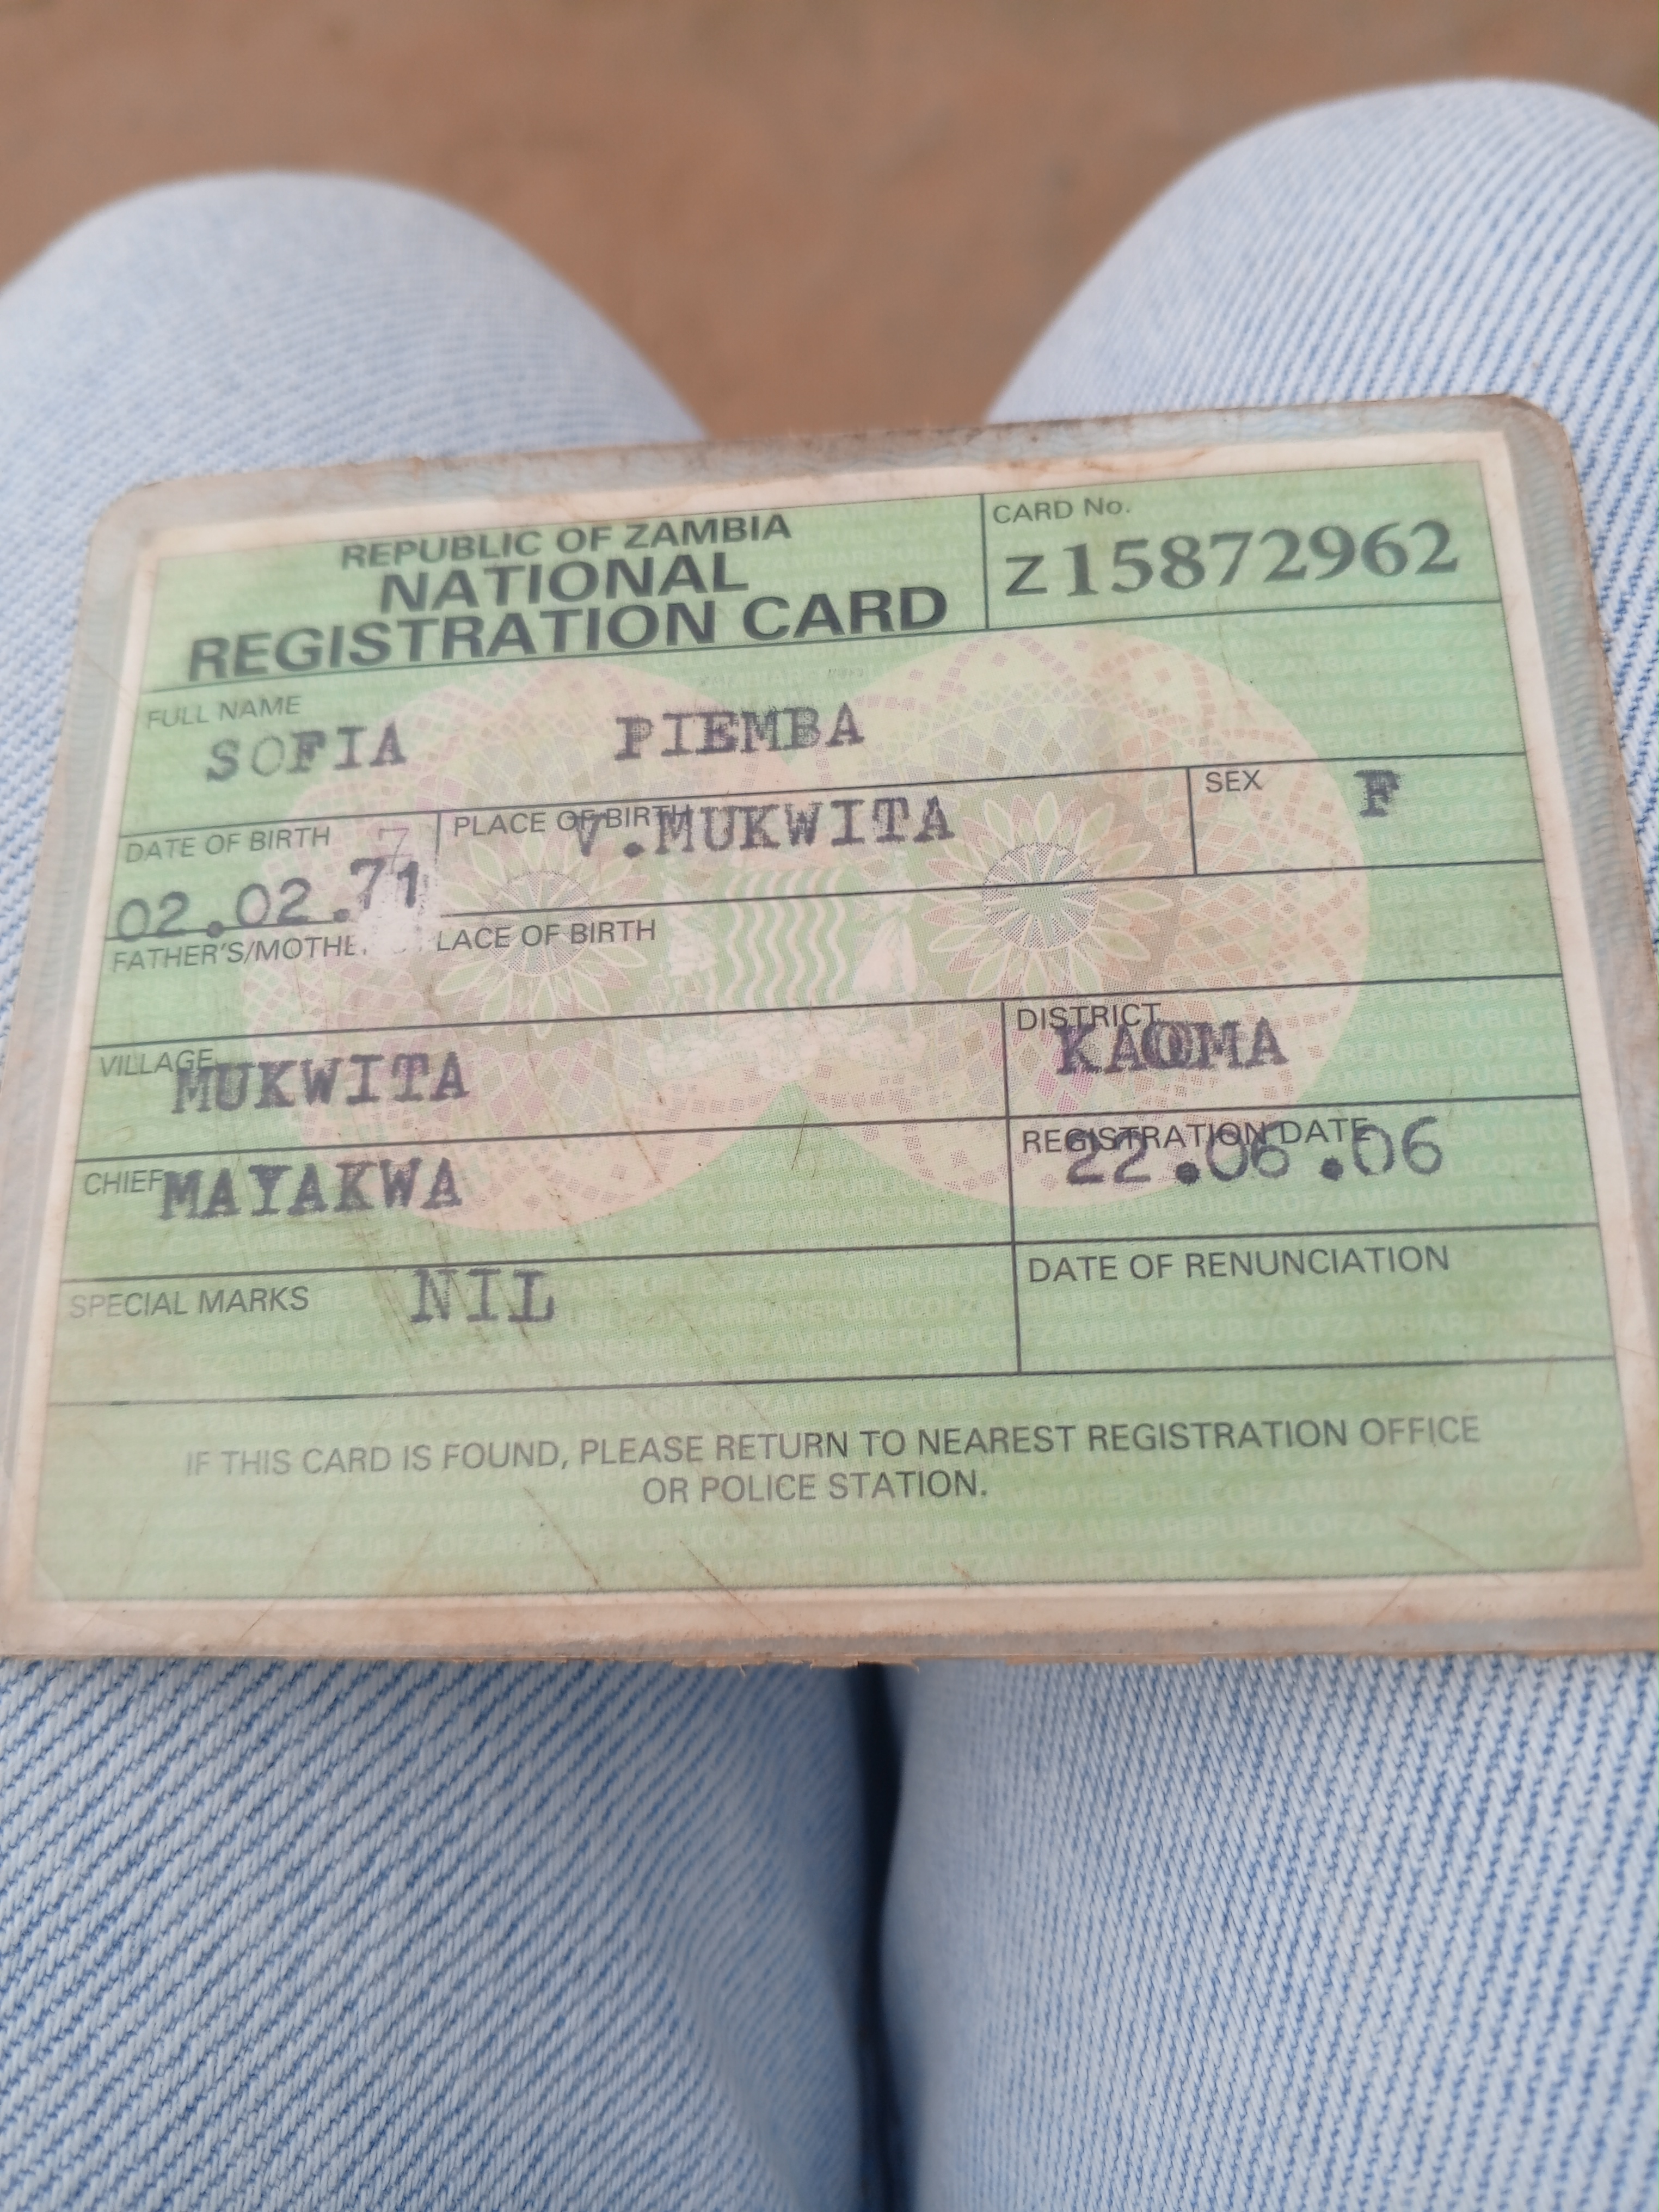 REPUBLIC OF ZAMBIA
NATIONAL
REGISTRATION CARD
CARD No.
Z15872962
FULL NAME
SOFIA PIEMBA
DATE OF BIRTH
02.02.71
PLACE OF BIRTH
V.MUKWITA
SEX
F
FATHER'S/MOTHE LACE OF BIRTH
VILLAGE
MUKWITA
DISTRICT
KAOMA
CHIEF
MAYAKWA
REGISTRATION DATE
22.06.06
SPECIAL MARKS
NIL
DATE OF RENUNCIATION
IF THIS CARD IS FOUND, PLEASE RETURN TO NEAREST REGISTRATION OFFICE
OR POLICE STATION.